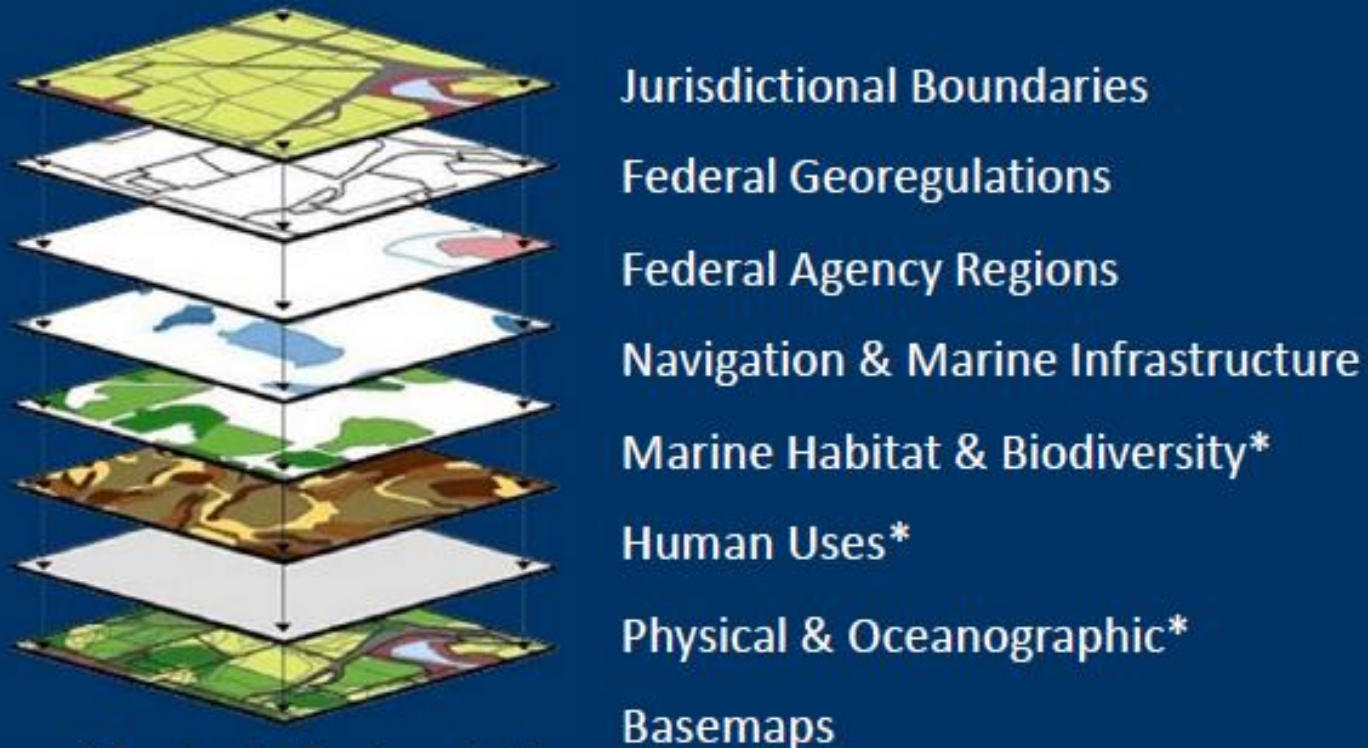 Jurisdictional Boundaries
Federal Georegulations
Federal Agency Regions
Navigation & Marine Infrastructure
Marine Habitat & Biodiversity*
Human Uses*
Physical & Oceanographic*
Basemaps